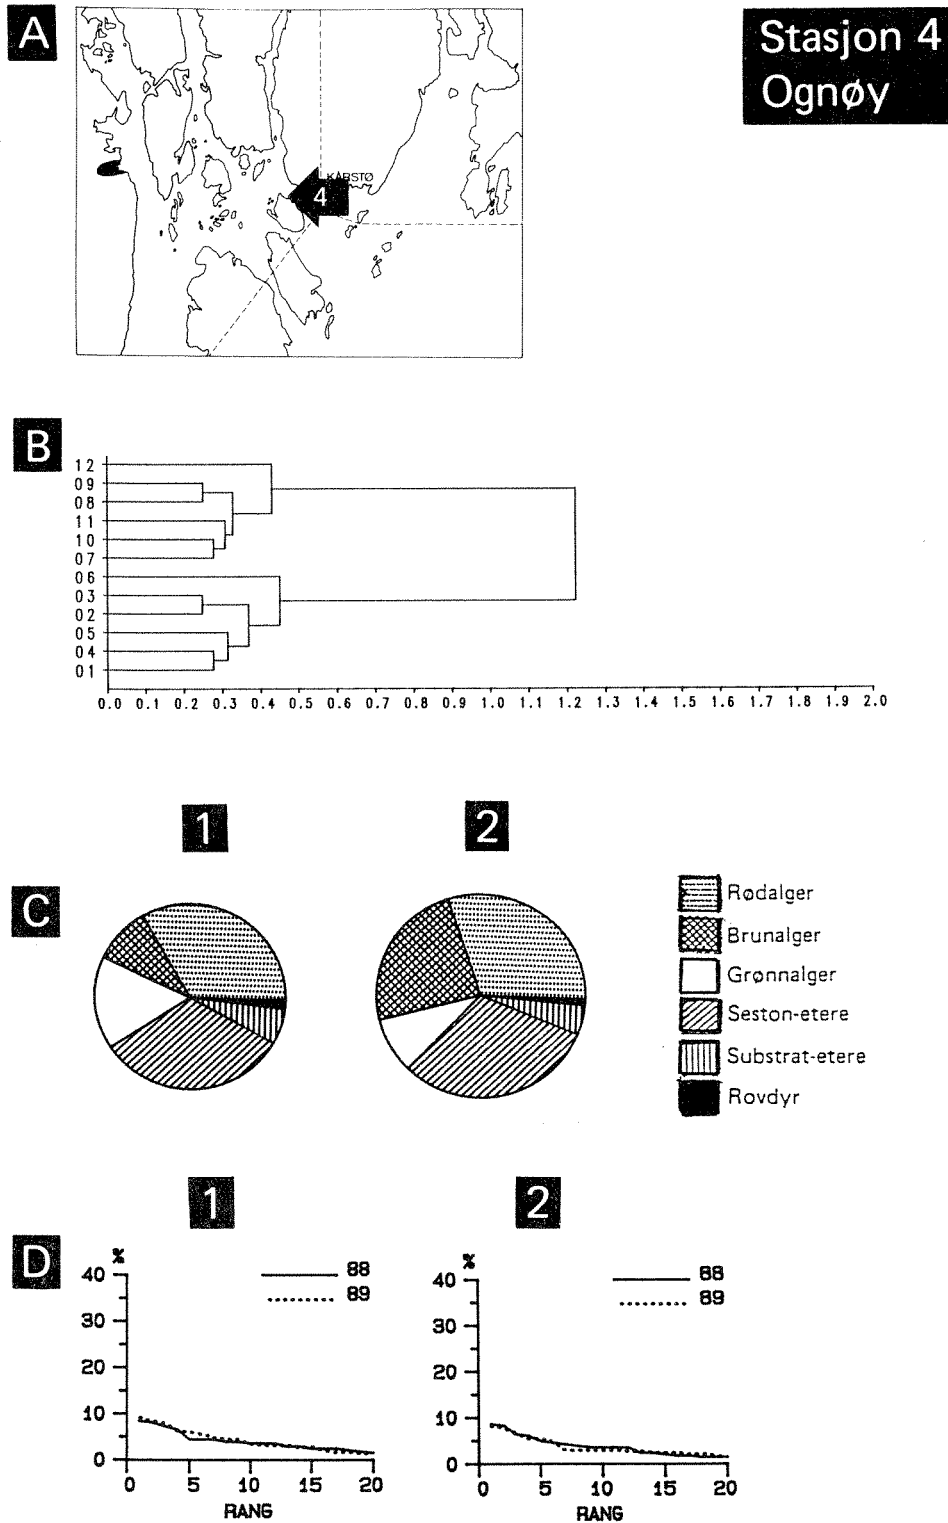 A
Stasjon 4
Ognøy
KÅRSTØ
4
B
12
09
08
11
10
07
06
03
02
05
04
01
0.0 0.1 0.2 0.3 0.4 0.5 0.6 0.7 0.8 0.9 1.0 1.1 1.2 1.3 1.4 1.5 1.6 1.7 1.8 1.9 2.0
1 2
C
Rødalger
Brunalger
Grønnalger
Seston-etere
Substrat-etere
Rovdyr
1 2
D
%
88
89
40
30
20
10
0
0 5 10 15 20
RANG
%
88
89
40
30
20
10
0
0 5 10 15 20
RANG